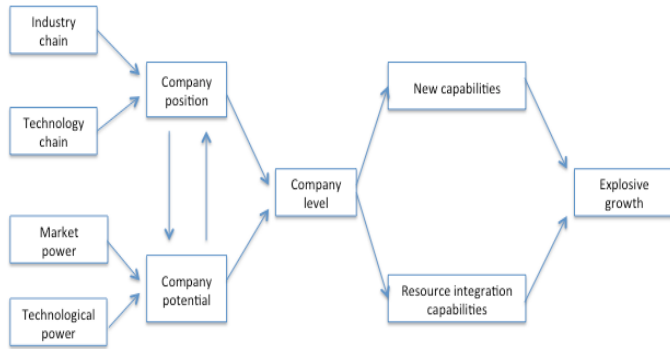 Industry
chain
Technology
chain
Market
power
Technological
power
Company
position
Company
potential
Company
level
New capabilities
Resource integration
capabilities
Explosive
growth